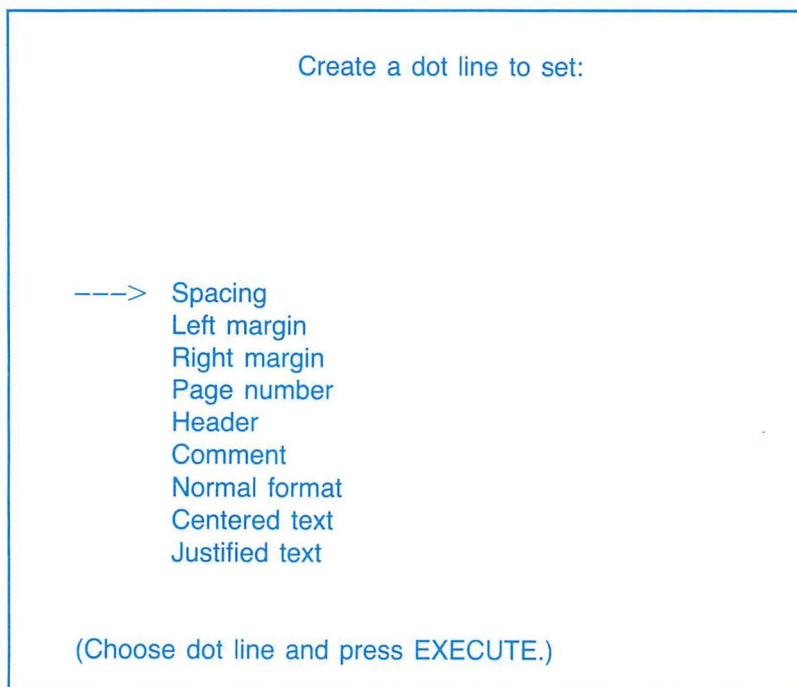 Create a dot line to set:
---> Spacing
Left margin
Right margin
Page number
Header
Comment
Normal format
Centered text
Justified text
(Choose dot line and press EXECUTE.)